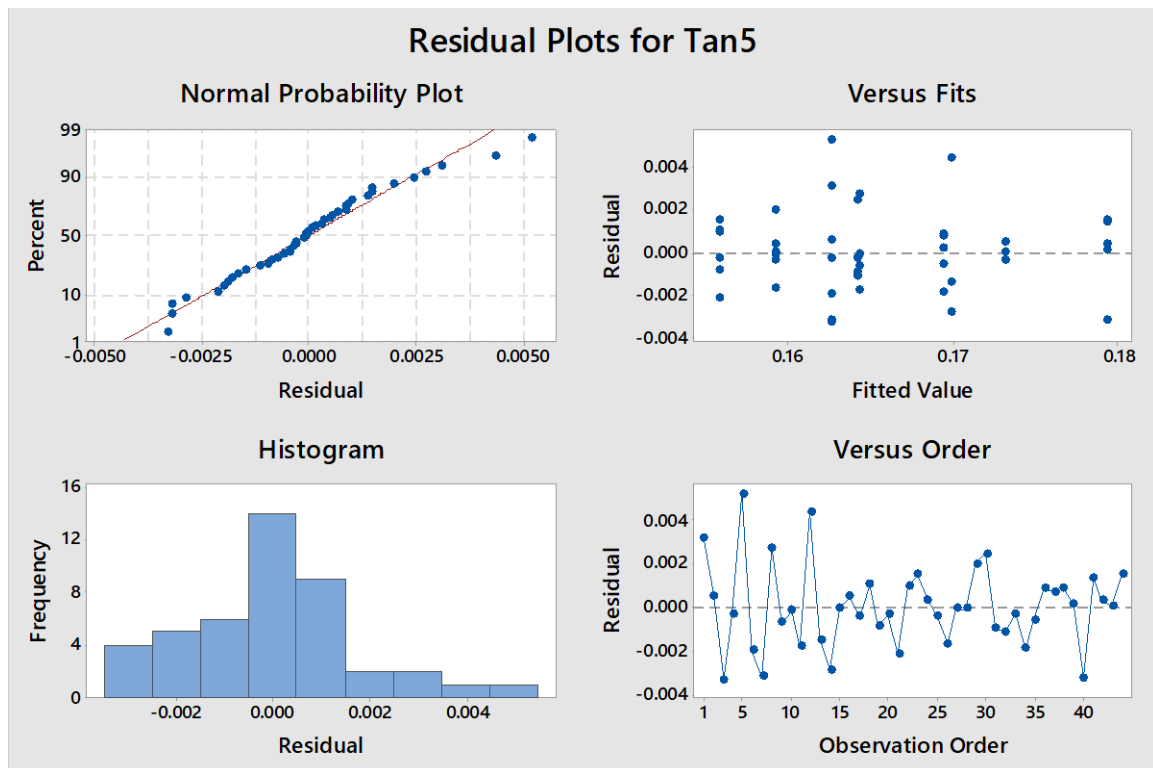 Residual Plots for Tan5
Normal Probability Plot
99
90
50
10
1
Percent
-0.0050 -0.0025 0.0000 0.0025 0.0050
Residual
Versus Fits
0.004
0.002
0.000
-0.002
-0.004
Residual
0.16 0.17 0.18
Fitted Value
Histogram
16
12
8
4
0
Frequency
-0.002 0.000 0.002 0.004
Residual
Versus Order
0.004
0.002
0.000
-0.002
-0.004
Residual
1 5 10 15 20 25 30 35 40
Observation Order